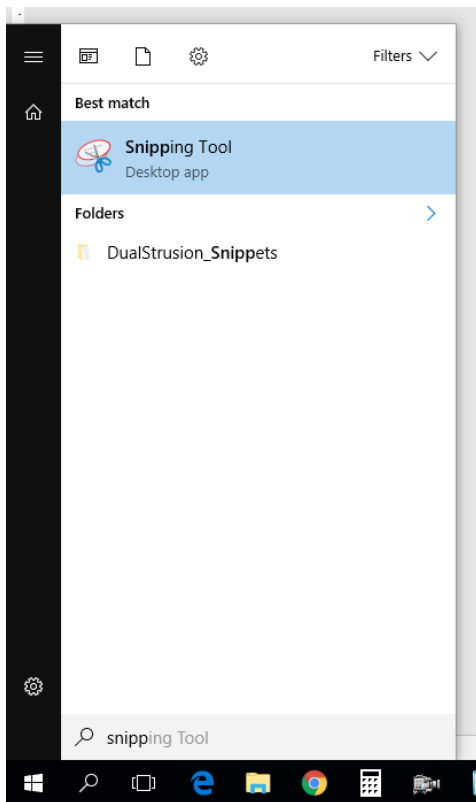 Filters
Best match
Snipping Tool
Desktop app
Folders
DualStrusion_Snippets
snipping Tool